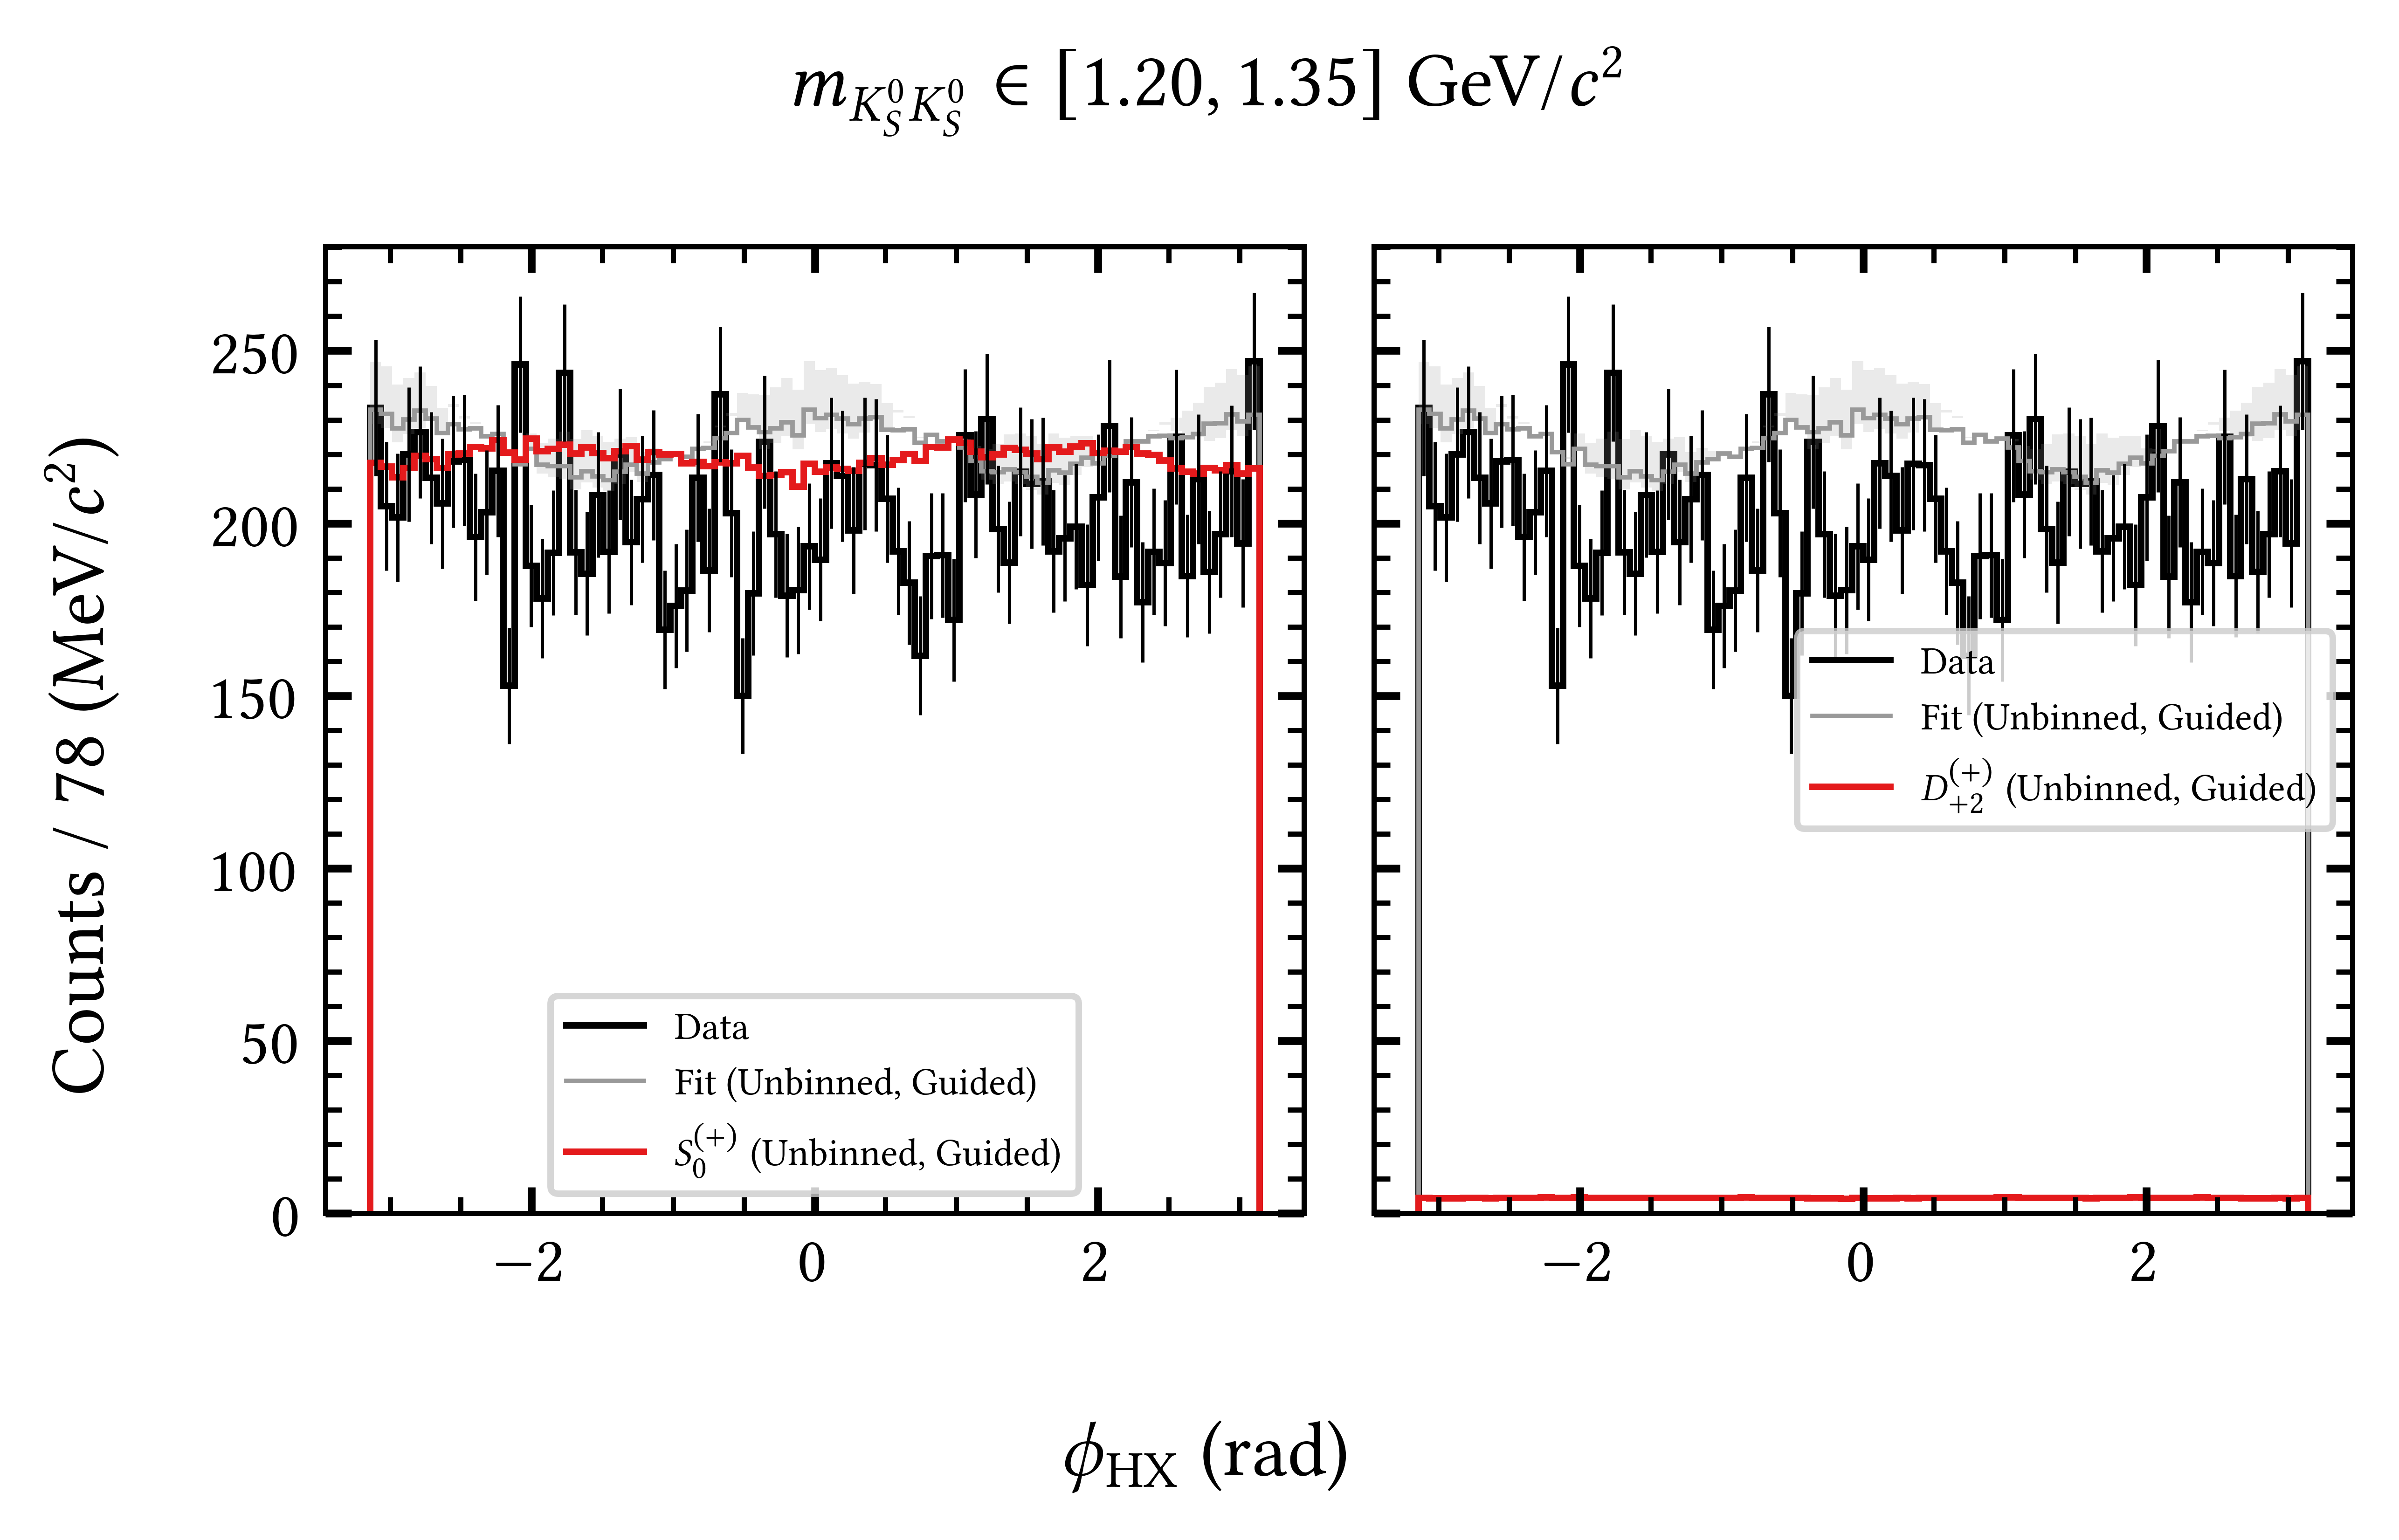 m_{K_S^0 K_S^0} ∈ [1.20, 1.35] GeV/c²
Counts / 78 (MeV/c²)
250
200
150
100
50
0
Data
Fit (Unbinned, Guided)
S_0^{(+)} (Unbinned, Guided)
−2 0 2
Data
Fit (Unbinned, Guided)
D_{+2}^{(+)} (Unbinned, Guided)
−2 0 2
ϕ_{HX} (rad)